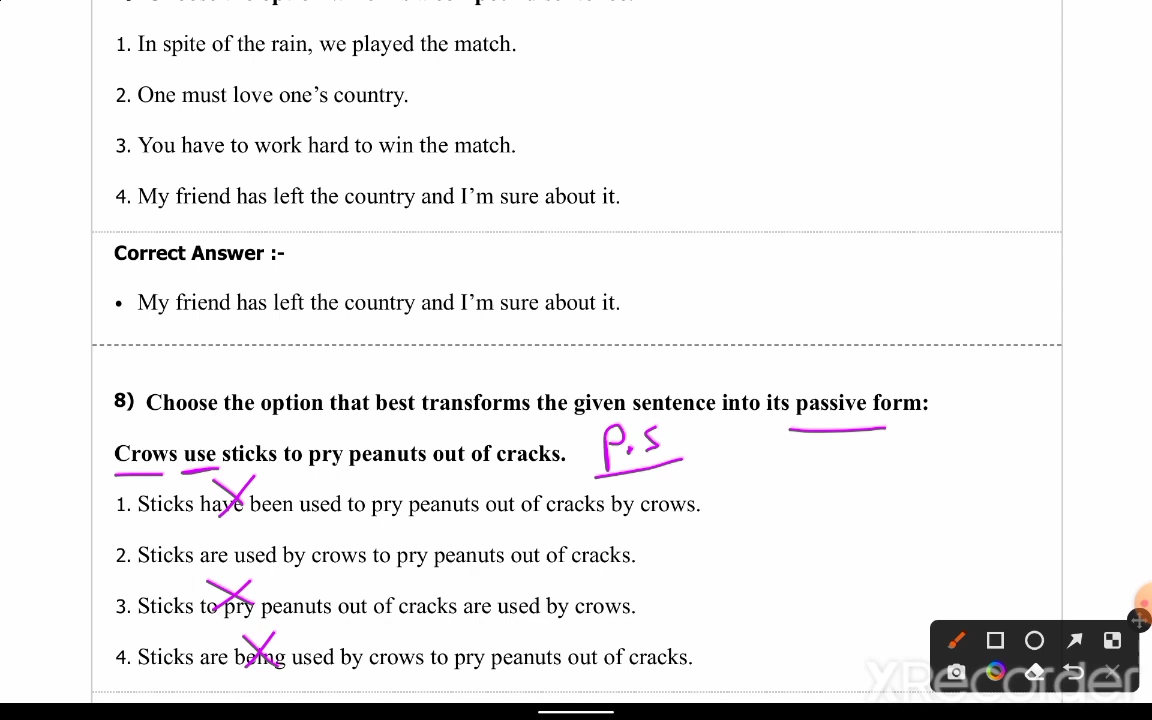 1. In spite of the rain, we played the match.
2. One must love one’s country.
3. You have to work hard to win the match.
4. My friend has left the country and I’m sure about it.
Correct Answer :-
• My friend has left the country and I’m sure about it.
8) Choose the option that best transforms the given sentence into its passive form:
Crows use sticks to pry peanuts out of cracks. P.S
1. Sticks have been used to pry peanuts out of cracks by crows.
2. Sticks are used by crows to pry peanuts out of cracks.
3. Sticks to pry peanuts out of cracks are used by crows.
4. Sticks are being used by crows to pry peanuts out of cracks.
XRecorder